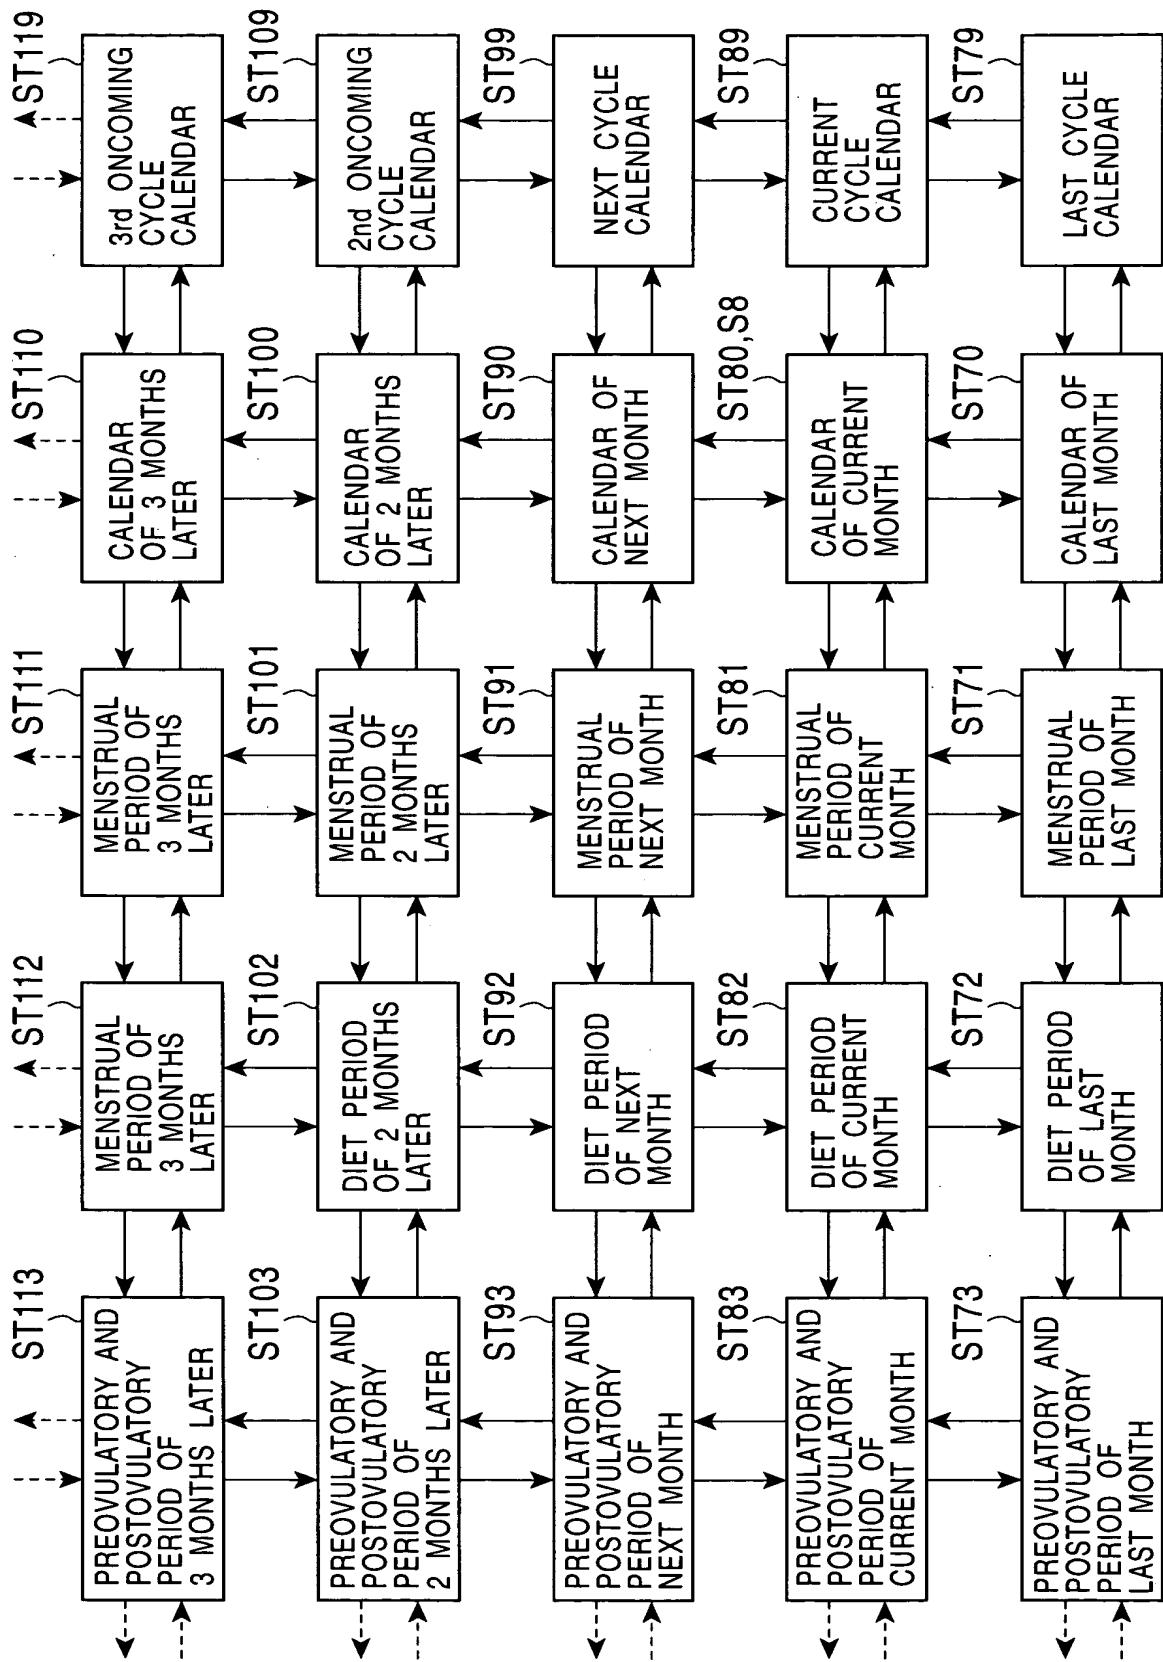 ST119
3rd ONCOMING
CYCLE
CALENDAR
ST109
2nd ONCOMING
CYCLE
CALENDAR
ST99
NEXT CYCLE
CALENDAR
ST89
CURRENT
CYCLE
CALENDAR
ST79
LAST CYCLE
CALENDAR
ST110
CALENDAR
OF 3 MONTHS
LATER
ST100
CALENDAR
OF 2 MONTHS
LATER
ST90
CALENDAR OF
NEXT MONTH
ST80,S8
CALENDAR
OF CURRENT
MONTH
ST70
CALENDAR OF
LAST MONTH
ST111
MENSTRUAL
PERIOD OF
3 MONTHS
LATER
ST101
MENSTRUAL
PERIOD OF
2 MONTHS
LATER
ST91
MENSTRUAL
PERIOD OF
NEXT MONTH
ST81
MENSTRUAL
PERIOD OF
CURRENT
MONTH
ST71
MENSTRUAL
PERIOD OF
LAST MONTH
ST112
MENSTRUAL
PERIOD OF
3 MONTHS
LATER
ST102
DIET PERIOD
OF 2 MONTHS
LATER
ST92
DIET PERIOD
OF NEXT
MONTH
ST82
DIET PERIOD
OF CURRENT
MONTH
ST72
DIET PERIOD
OF LAST
MONTH
ST113
PREOVULATORY AND
POSTOVULATORY
PERIOD OF
3 MONTHS LATER
ST103
PREOVULATORY AND
POSTOVULATORY
PERIOD OF
2 MONTHS LATER
ST93
PREOVULATORY AND
POSTOVULATORY
PERIOD OF
NEXT MONTH
ST83
PREOVULATORY AND
POSTOVULATORY
PERIOD OF
CURRENT MONTH
ST73
PREOVULATORY AND
POSTOVULATORY
PERIOD OF
LAST MONTH